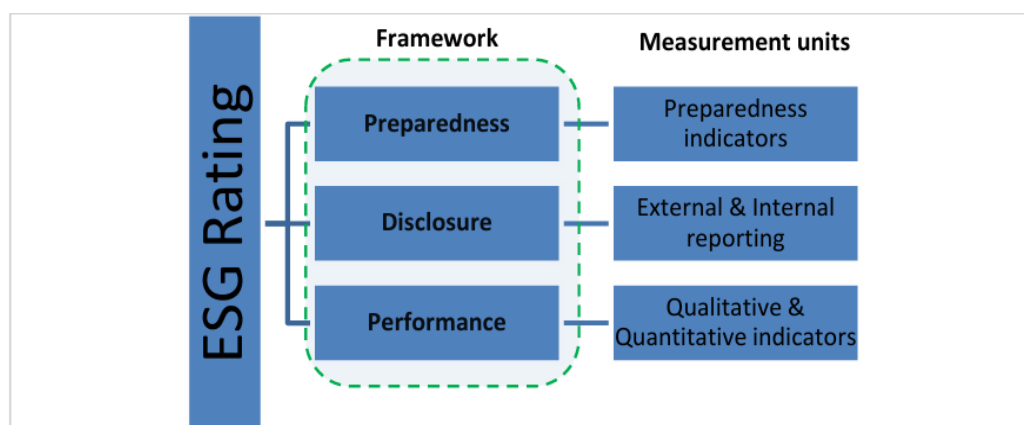 ESG Rating
Framework
Measurement units
Preparedness
Preparedness
indicators
Disclosure
External & Internal
reporting
Performance
Qualitative &
Quantitative indicators